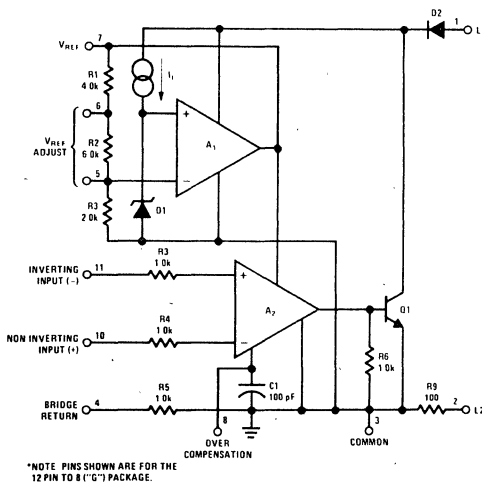 D2
1
L
V REF
7
R1
4 0k
I1
6
V REF
ADJUST
R2
6 0k
5
R3
2 0k
D1
+
−
A1
INVERTING
INPUT (−)
11
R3
1 0k
+
−
A2
NON INVERTING
INPUT (+)
10
R4
1 0k
Q1
R6
1 0k
C1
100 pF
BRIDGE
RETURN
4
R5
1 0k
R9
100
2
L2
8
OVER
COMPENSATION
3
COMMON
*NOTE PINS SHOWN ARE FOR THE
12 PIN TO 8 ("G") PACKAGE.